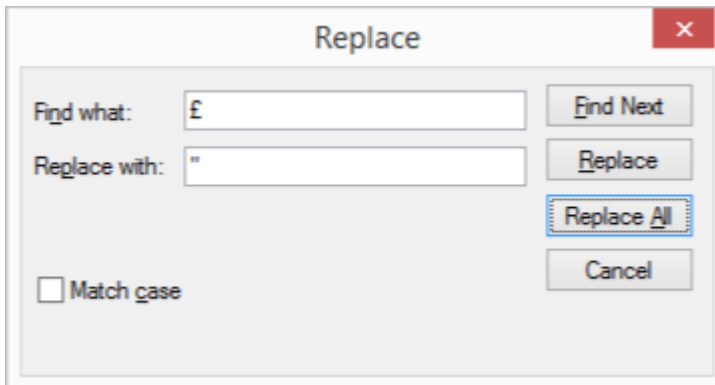 Replace
Find what: £ Find Next
Replace with: " Replace
Replace All
Cancel
Match case